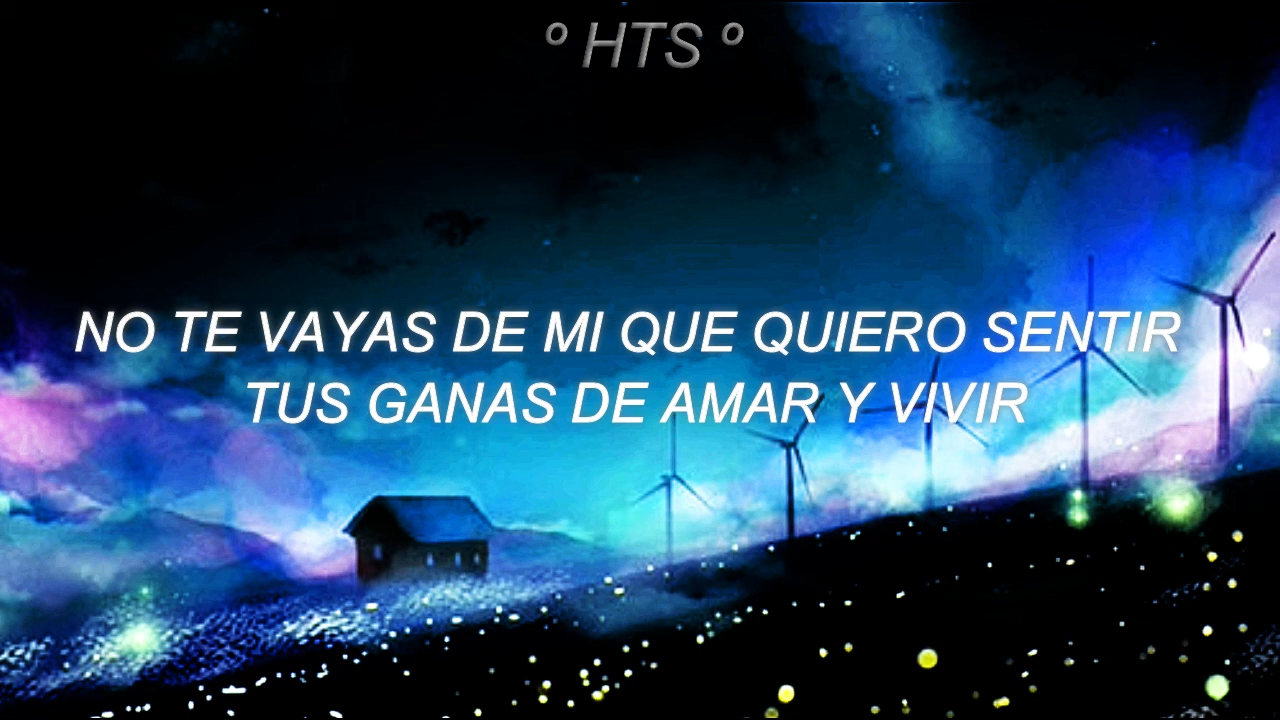 º HTS º
NO TE VAYAS DE MI QUE QUIERO SENTIR
TUS GANAS DE AMAR Y VIVIR